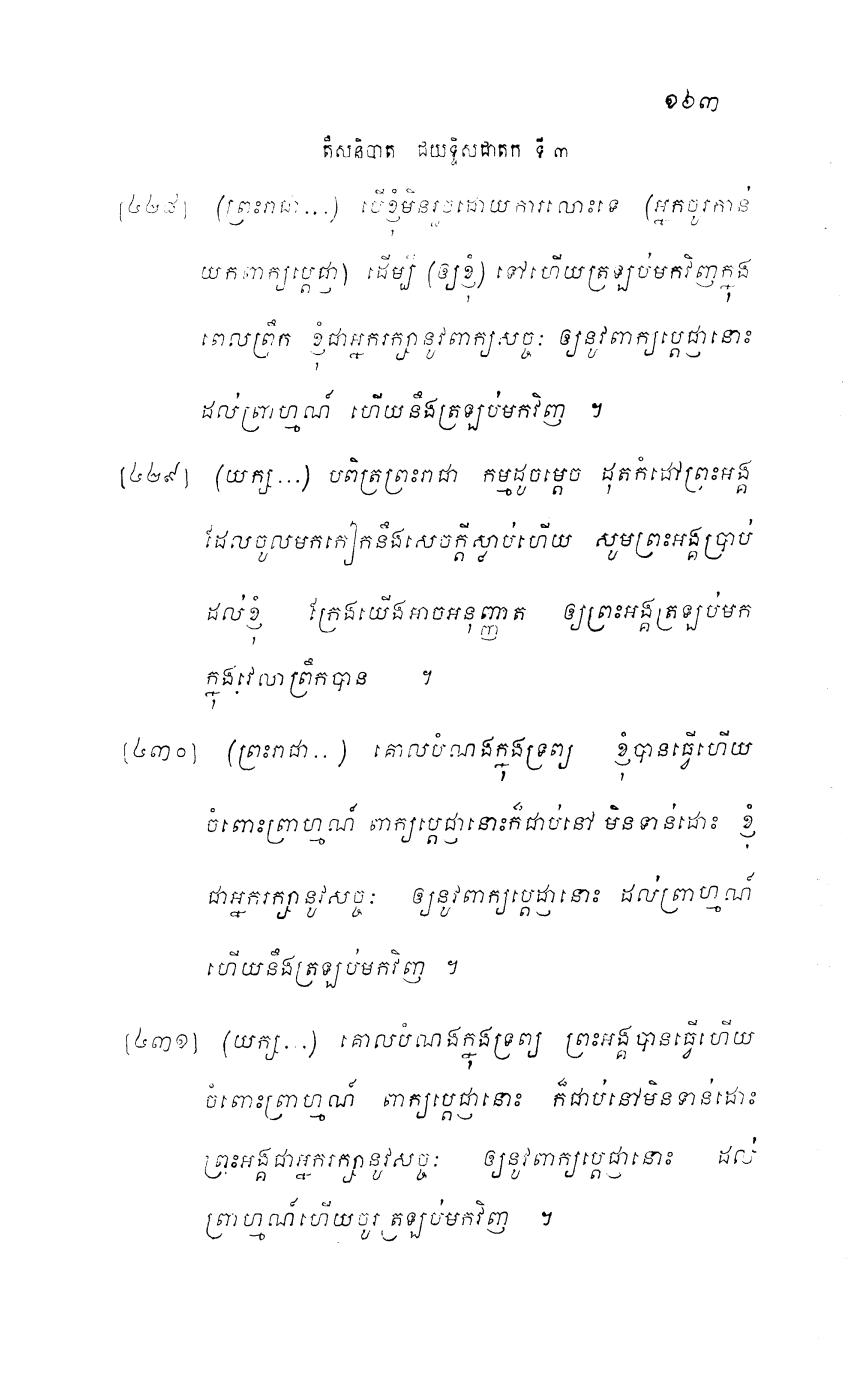 ១៦៣
តឹសនិបាត ជយទ្ទិសជាតក ទី ៣
[៤២៨] (ព្រះរាជា...) បើខ្ញុំមិនរួចដោយការលោះទេ (អ្នកចូរកាន់
យកពាក្យប្តេជ្ញា) ដើម្បី (ឲ្យខ្ញុំ) ទៅហើយត្រឡប់មកវិញក្នុង
ពេលព្រឹក ខ្ញុំជាអ្នករក្សានូវពាក្យសច្ចៈ ឲ្យនូវពាក្យប្តេជ្ញានោះ
ដល់ព្រាហ្មណ៍ ហើយនឹងត្រឡប់មកវិញ ។
[៤២៩] (យក្ស...) បពិត្រព្រះរាជា កម្មដូចម្តេច ដុតកំដៅព្រះអង្គ
ដែលចូលមកកៀកនឹងសេចក្តីស្លាប់ហើយ សូមព្រះអង្គប្រាប់
ដល់ខ្ញុំ ក្រែងយើងអាចអនុញ្ញាត ឲ្យព្រះអង្គត្រឡប់មក
ក្នុងវេលាព្រឹកបាន ។
[៤៣០] (ព្រះរាជា..) គោលបំណងក្នុងទ្រព្យ ខ្ញុំបានធ្វើហើយ
ចំពោះព្រាហ្មណ៍ ពាក្យប្តេជ្ញានោះក៏ជាប់នៅ មិនទាន់ដោះ ខ្ញុំ
ជាអ្នករក្សានូវសច្ចៈ ឲ្យនូវពាក្យប្តេជ្ញានោះ ដល់ព្រាហ្មណ៍
ហើយនឹងត្រឡប់មកវិញ ។
[៤៣១] (យក្ស...) គោលបំណងក្នុងទ្រព្យ ព្រះអង្គបានធ្វើហើយ
ចំពោះព្រាហ្មណ៍ ពាក្យប្តេជ្ញានោះ ក៏ជាប់នៅមិនទាន់ដោះ
ព្រះអង្គជាអ្នករក្សានូវសច្ចៈ ឲ្យនូវពាក្យប្តេជ្ញានោះ ដល់
ព្រាហ្មណ៍ហើយចូរត្រឡប់មកវិញ ។